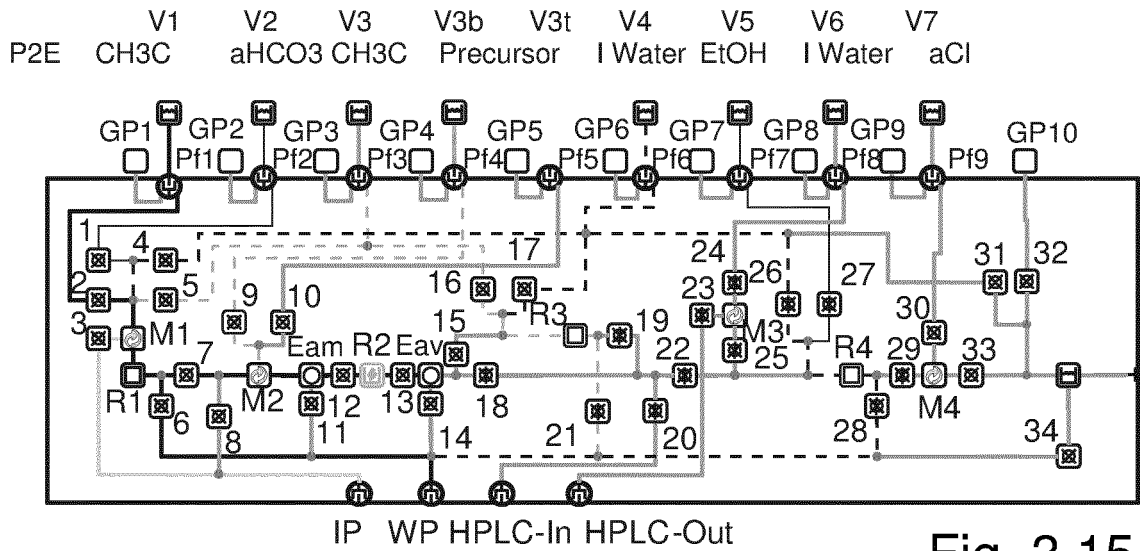 V1 V2 V3 V3b V3t V4 V5 V6 V7
P2E CH3C aHCO3 CH3C Precursor I Water EtOH I Water aCl
GP1 GP2 GP3 GP4 GP5 GP6 GP7 GP8 GP9 GP10
Pf1 Pf2 Pf3 Pf4 Pf5 Pf6 Pf7 Pf8 Pf9
1 4 17 24
2 5 9 10 16 23 26 27 31 32
3 M1 R3 M3 30
7 Eam R2 Eav 15 19 22 25 R4 29 33
R1 6 M2 12 13 18 M4
8 11 14 21 20 28 34
IP WP HPLC-In HPLC-Out
Fig. 2.15